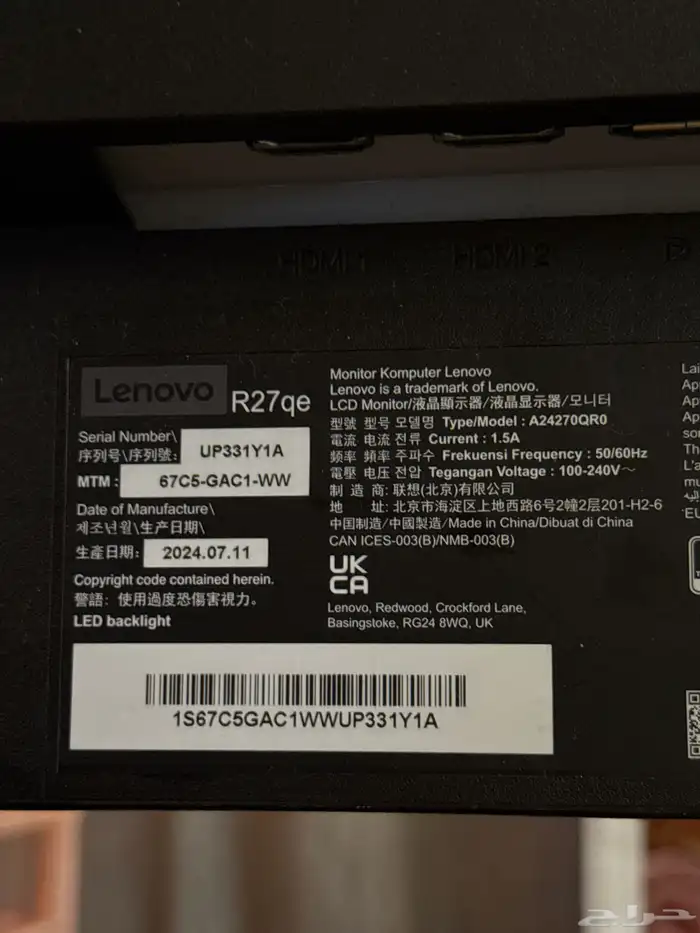 HDMI 1
HDMI 2
Lenovo
R27qe
Serial Number\
序列号\序列號:
UP331Y1A
MTM :
67C5-GAC1-WW
Date of Manufacture\
제조년월\生产日期\
生產日期:
2024.07.11
Copyright code contained herein.
警語: 使用過度恐傷害視力。
LED backlight
Monitor Komputer Lenovo
Lenovo is a trademark of Lenovo.
LCD Monitor/液晶顯示器/液晶显示器/모니터
型號 型号 모델명 Type/Model : A24270QR0
電流 电流 전류 Current : 1.5A
頻率 频率 주파수 Frekuensi Frequency : 50/60Hz
電壓 电压 전압 Tegangan Voltage : 100-240V～
制 造 商: 联想(北京)有限公司
地 址: 北京市海淀区上地西路6号2幢2层201-H2-6
中国制造/中國製造/Made in China/Dibuat di China
CAN ICES-003(B)/NMB-003(B)
UK
CA
Lenovo, Redwood, Crockford Lane,
Basingstoke, RG24 8WQ, UK
1S67C5GAC1WWUP331Y1A
حراج